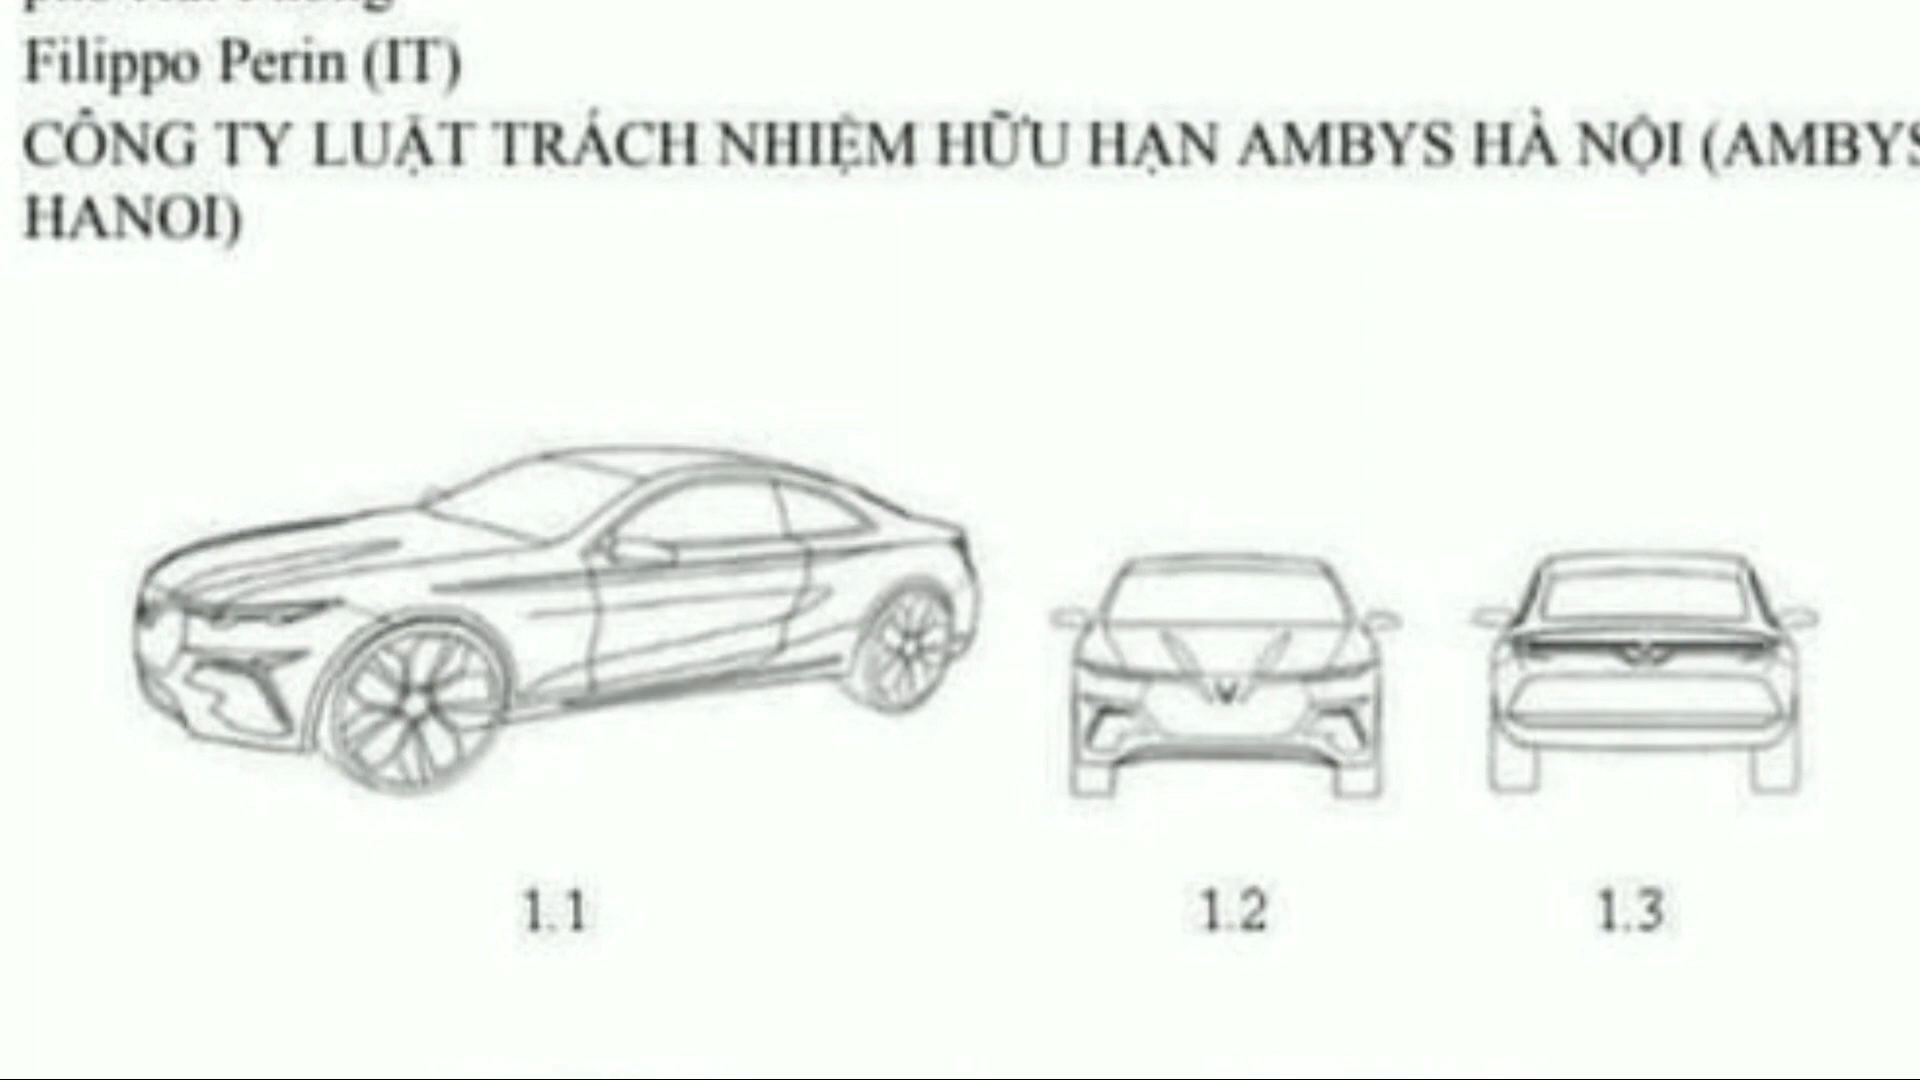 Filippo Perin (IT)
CÔNG TY LUẬT TRÁCH NHIỆM HỮU HẠN AMBYS HÀ NỘI (AMBYS
HANOI)
1.1
1.2
1.3